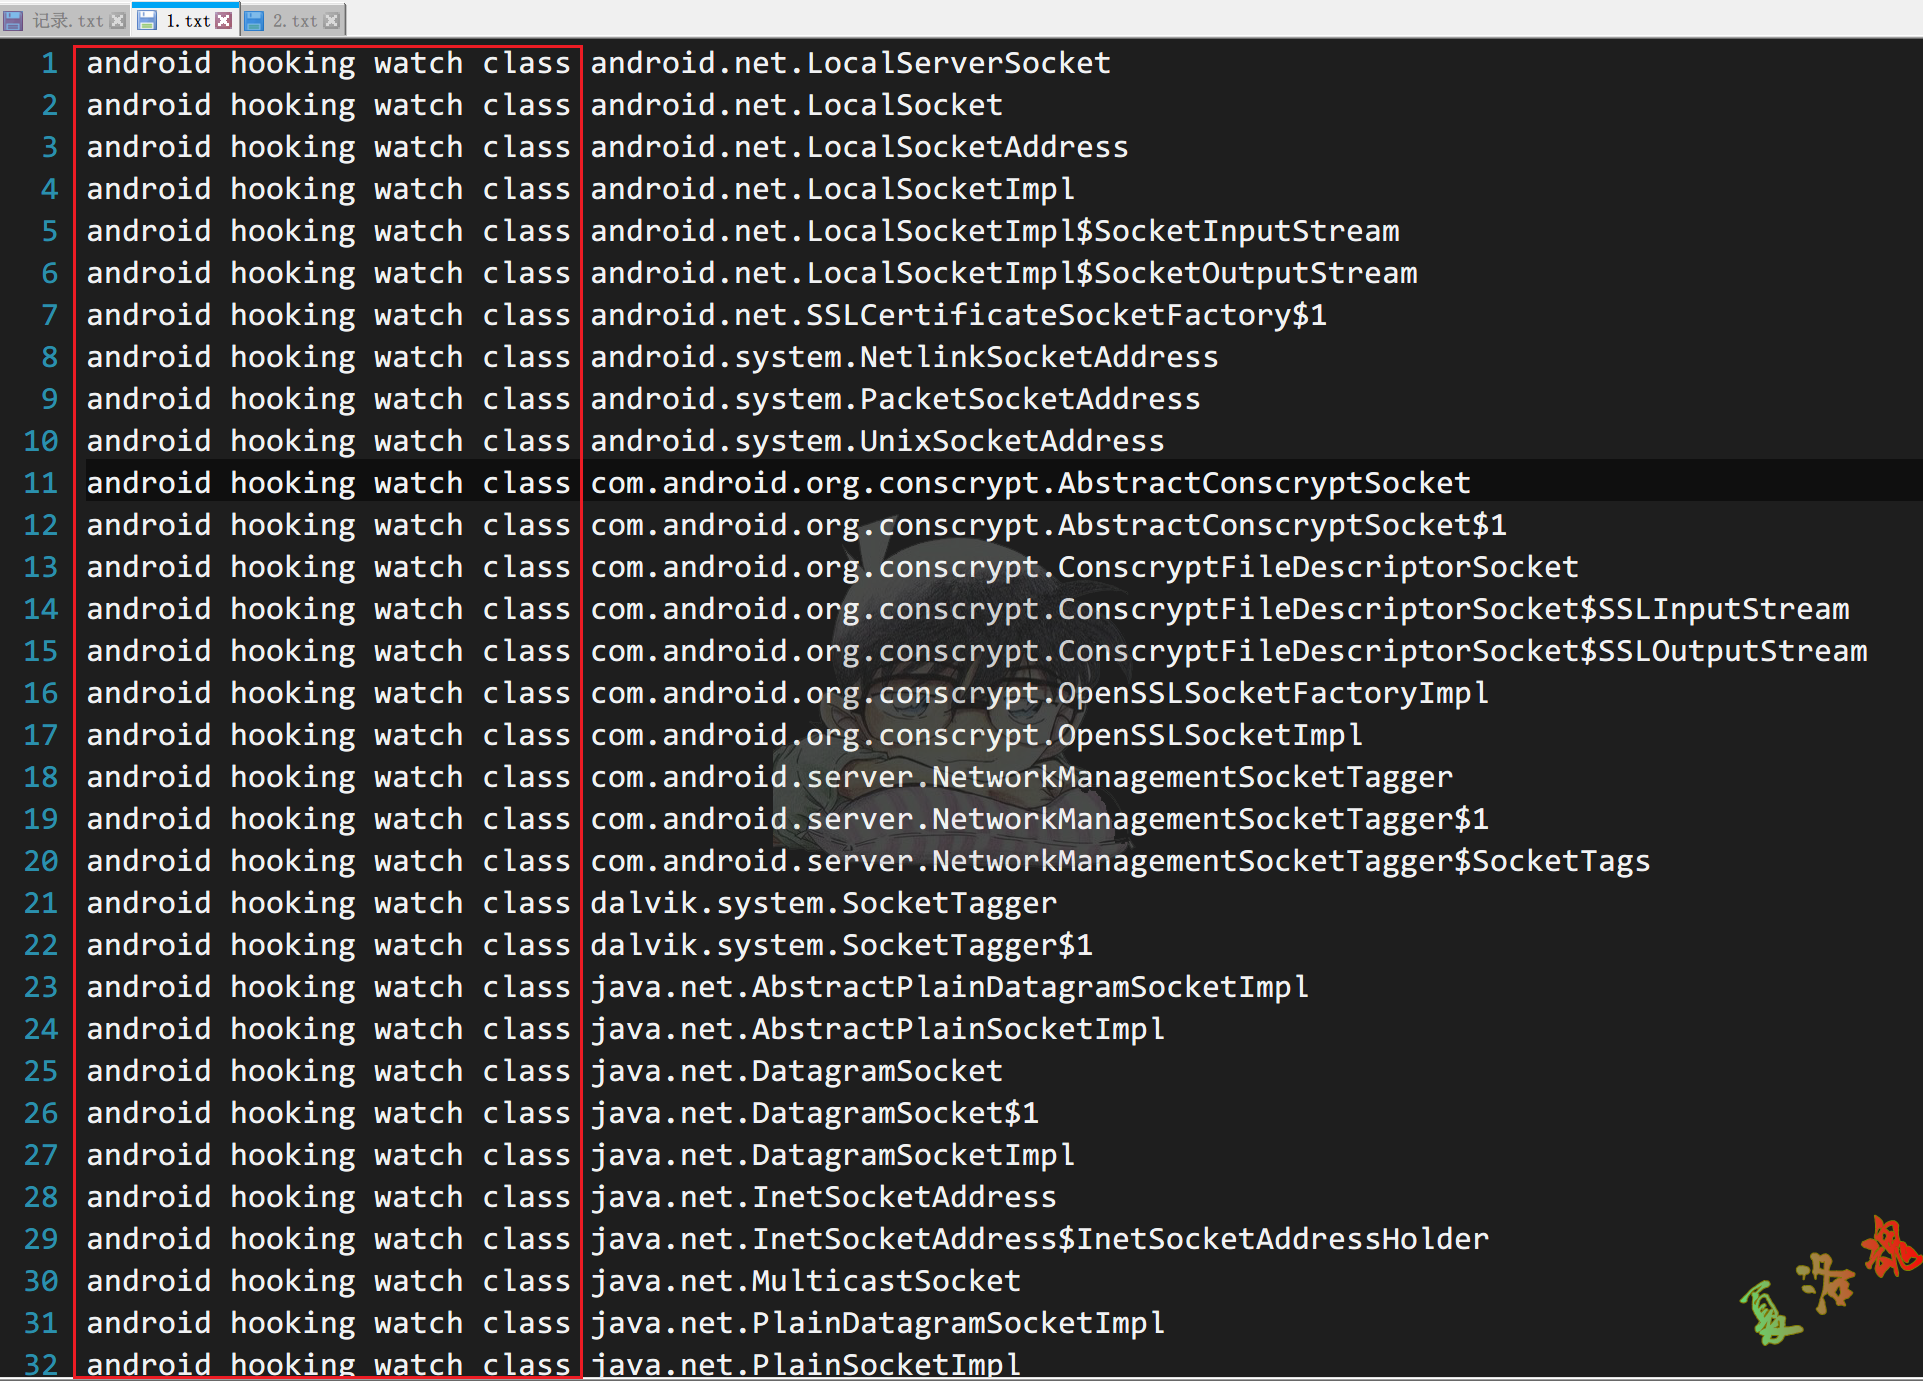 记录.txt 1.txt 2.txt
1 android hooking watch class android.net.LocalServerSocket
2 android hooking watch class android.net.LocalSocket
3 android hooking watch class android.net.LocalSocketAddress
4 android hooking watch class android.net.LocalSocketImpl
5 android hooking watch class android.net.LocalSocketImpl$SocketInputStream
6 android hooking watch class android.net.LocalSocketImpl$SocketOutputStream
7 android hooking watch class android.net.SSLCertificateSocketFactory$1
8 android hooking watch class android.system.NetlinkSocketAddress
9 android hooking watch class android.system.PacketSocketAddress
10 android hooking watch class android.system.UnixSocketAddress
11 android hooking watch class com.android.org.conscrypt.AbstractConscryptSocket
12 android hooking watch class com.android.org.conscrypt.AbstractConscryptSocket$1
13 android hooking watch class com.android.org.conscrypt.ConscryptFileDescriptorSocket
14 android hooking watch class com.android.org.conscrypt.ConscryptFileDescriptorSocket$SSLInputStream
15 android hooking watch class com.android.org.conscrypt.ConscryptFileDescriptorSocket$SSLOutputStream
16 android hooking watch class com.android.org.conscrypt.OpenSSLSocketFactoryImpl
17 android hooking watch class com.android.org.conscrypt.OpenSSLSocketImpl
18 android hooking watch class com.android.server.NetworkManagementSocketTagger
19 android hooking watch class com.android.server.NetworkManagementSocketTagger$1
20 android hooking watch class com.android.server.NetworkManagementSocketTagger$SocketTags
21 android hooking watch class dalvik.system.SocketTagger
22 android hooking watch class dalvik.system.SocketTagger$1
23 android hooking watch class java.net.AbstractPlainDatagramSocketImpl
24 android hooking watch class java.net.AbstractPlainSocketImpl
25 android hooking watch class java.net.DatagramSocket
26 android hooking watch class java.net.DatagramSocket$1
27 android hooking watch class java.net.DatagramSocketImpl
28 android hooking watch class java.net.InetSocketAddress
29 android hooking watch class java.net.InetSocketAddress$InetSocketAddressHolder
30 android hooking watch class java.net.MulticastSocket
31 android hooking watch class java.net.PlainDatagramSocketImpl
32 android hooking watch class java.net.PlainSocketImpl
夏洛